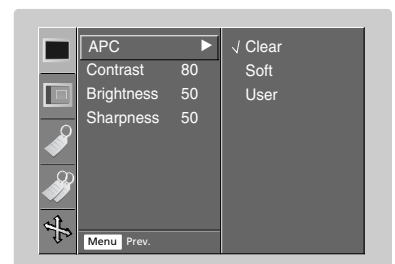 APC ▶
Contrast 80
Brightness 50
Sharpness 50
Menu Prev.
√ Clear
Soft
User